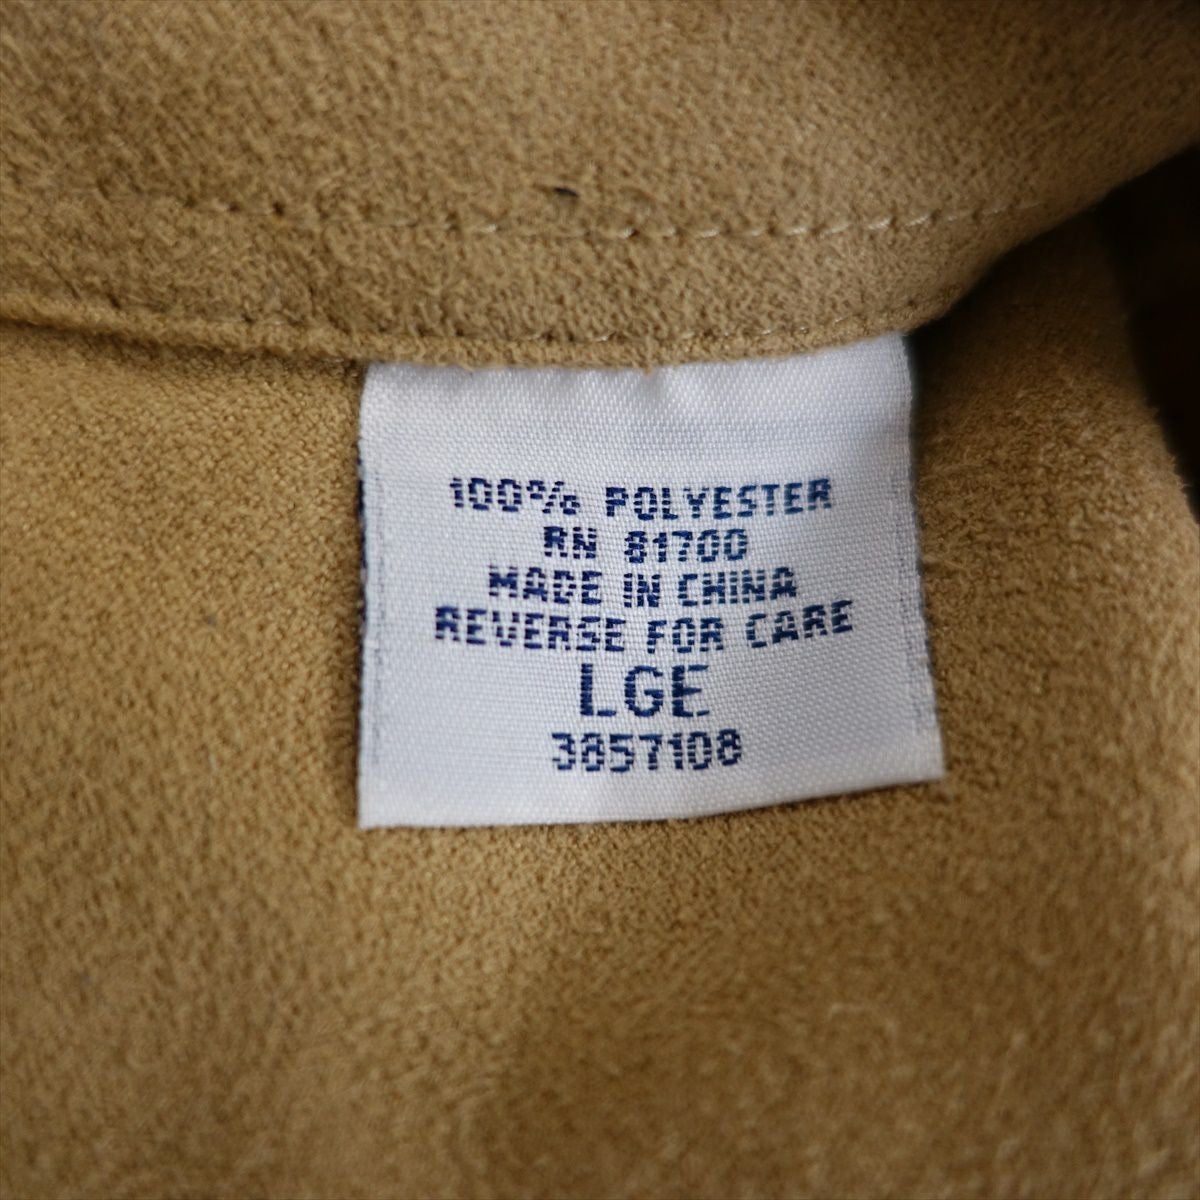 100% POLYESTER
RN 81700
MADE IN CHINA
REVERSE FOR CARE
LGE
3857108